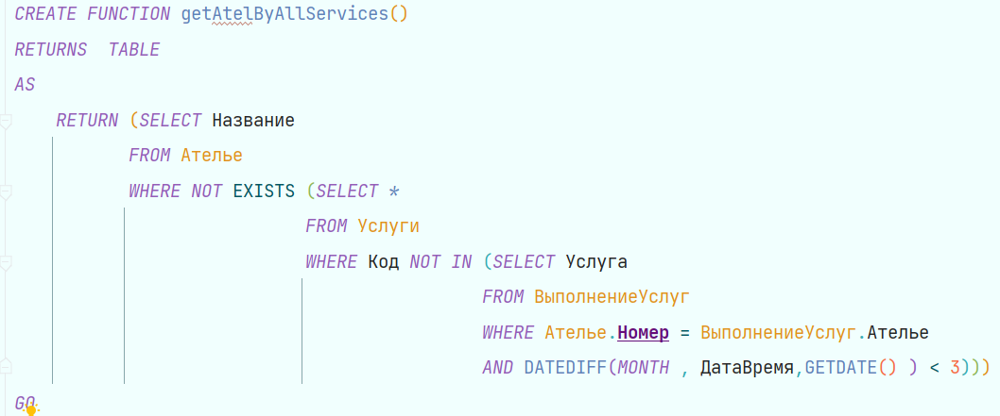 CREATE FUNCTION getAtelByAllServices()
RETURNS  TABLE
AS
RETURN (SELECT Название
FROM Ателье
WHERE NOT EXISTS (SELECT *
FROM Услуги
WHERE Код NOT IN (SELECT Услуга
FROM ВыполнениеУслуг
WHERE Ателье.Номер = ВыполнениеУслуг.Ателье
AND DATEDIFF(MONTH , ДатаВремя,GETDATE() ) < 3)))
GO